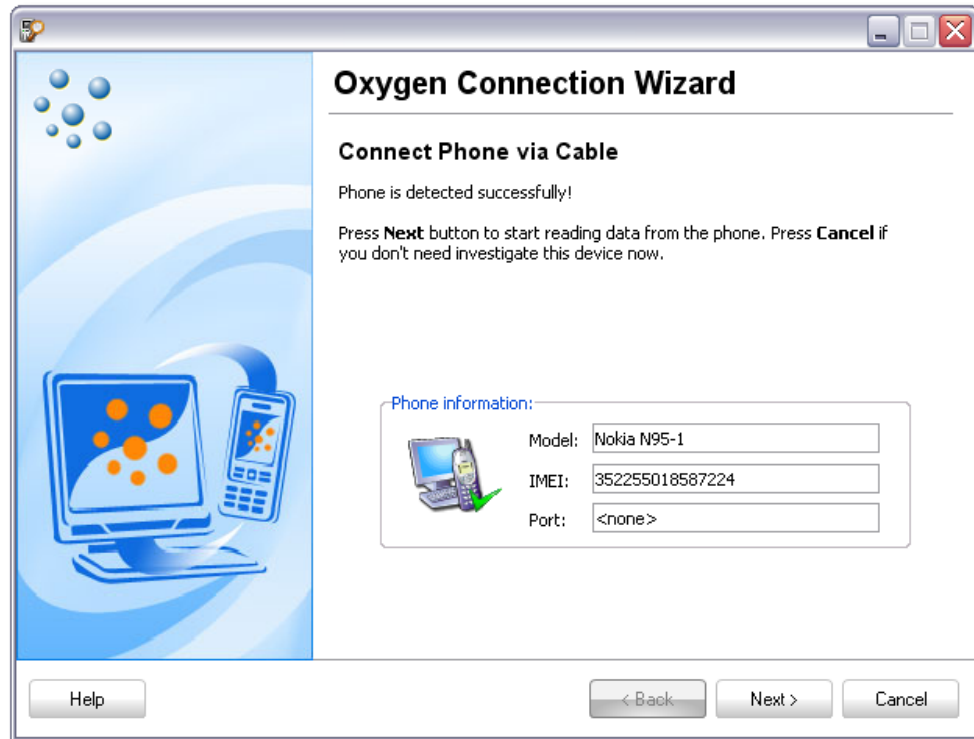 Oxygen Connection Wizard
Connect Phone via Cable
Phone is detected successfully!
Press Next button to start reading data from the phone. Press Cancel if
you don't need investigate this device now.
Phone information:
Model: Nokia N95-1
IMEI: 352255018587224
Port: <none>
Help < Back Next > Cancel